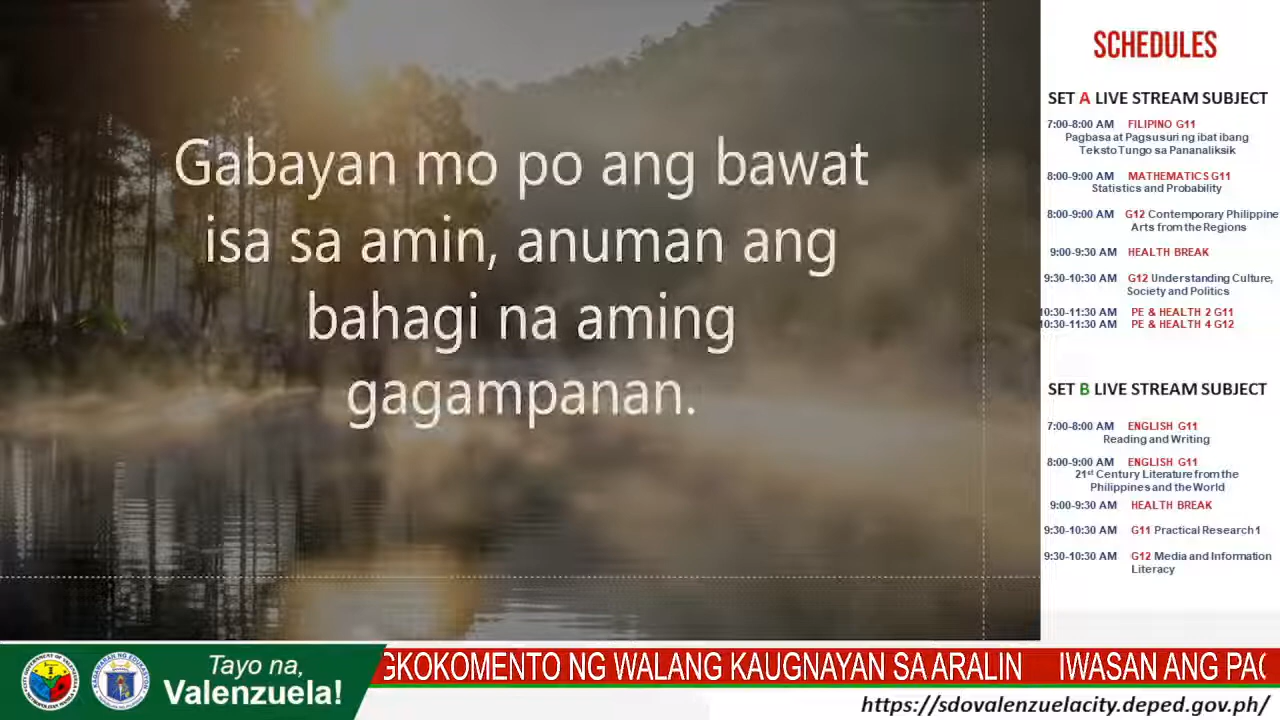 Gabayan mo po ang bawat
isa sa amin, anuman ang
bahagi na aming
gagampanan.
SCHEDULES
SET A LIVE STREAM SUBJECT
7:00-8:00 AM FILIPINO G11
Pagbasa at Pagsusuri ng ibat ibang
Teksto Tungo sa Pananaliksik
8:00-9:00 AM MATHEMATICS G11
Statistics and Probability
8:00-9:00 AM G12 Contemporary Philippine
Arts from the Regions
9:00-9:30 AM HEALTH BREAK
9:30-10:30 AM G12 Understanding Culture,
Society and Politics
10:30-11:30 AM PE & HEALTH 2 G11
10:30-11:30 AM PE & HEALTH 4 G12
SET B LIVE STREAM SUBJECT
7:00-8:00 AM ENGLISH G11
Reading and Writing
8:00-9:00 AM ENGLISH G11
21st Century Literature from the
Philippines and the World
9:00-9:30 AM HEALTH BREAK
9:30-10:30 AM G11 Practical Research 1
9:30-10:30 AM G12 Media and Information
Literacy
Tayo na,
Valenzuela!
GKOKOMENTO NG WALANG KAUGNAYAN SA ARALIN IWASAN ANG PAG
https://sdovalenzuelacity.deped.gov.ph/